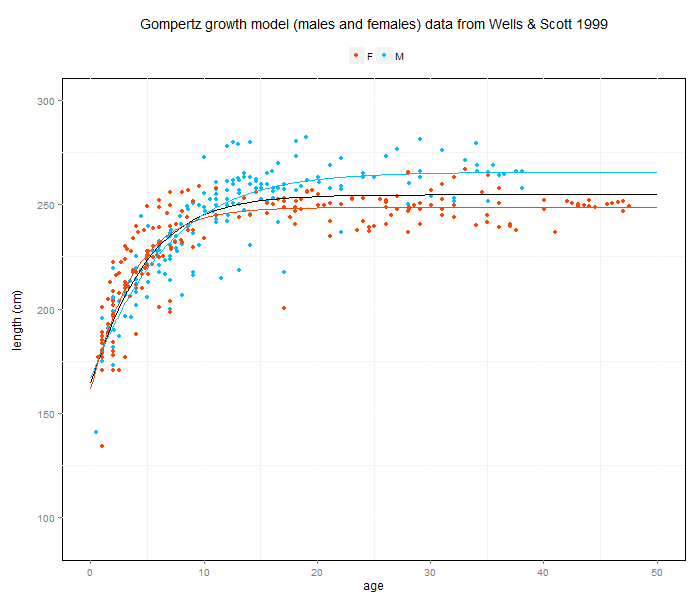 Gompertz growth model (males and females) data from Wells & Scott 1999
F M
300
250
200
150
100
length (cm)
0 10 20 30 40 50
age